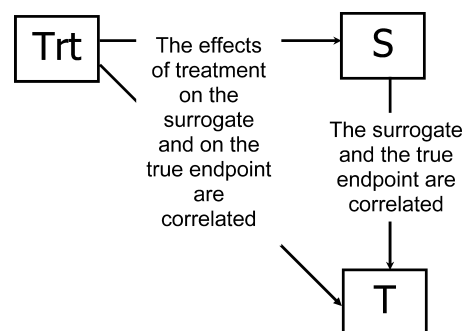 Trt
The effects
of treatment
on the
surrogate
and on the
true endpoint
are
correlated
S
The surrogate
and the true
endpoint are
correlated
T